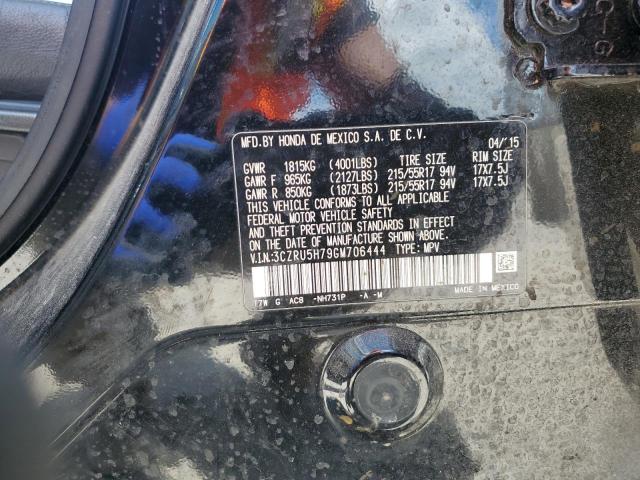 MFD.BY HONDA DE MEXICO S.A. DE C.V. 04/'15
GVWR 1815KG (4001LBS) TIRE SIZE RIM SIZE
GAWR F 965KG (2127LBS) 215/55R17 94V 17X7.5J
GAWR R 850KG (1873LBS) 215/55R17 94V 17X7.5J
THIS VEHICLE CONFORMS TO ALL APPLICABLE
FEDERAL MOTOR VEHICLE SAFETY
AND THEFT PREVENTION STANDARDS IN EFFECT ON THE DATE
OF MANUFACTURE SHOWN ABOVE.
V.I.N:3CZRU5H79GM706444 TYPE: MPV
T7W G AC8 -NH731P -A -M MADE IN MEXICO